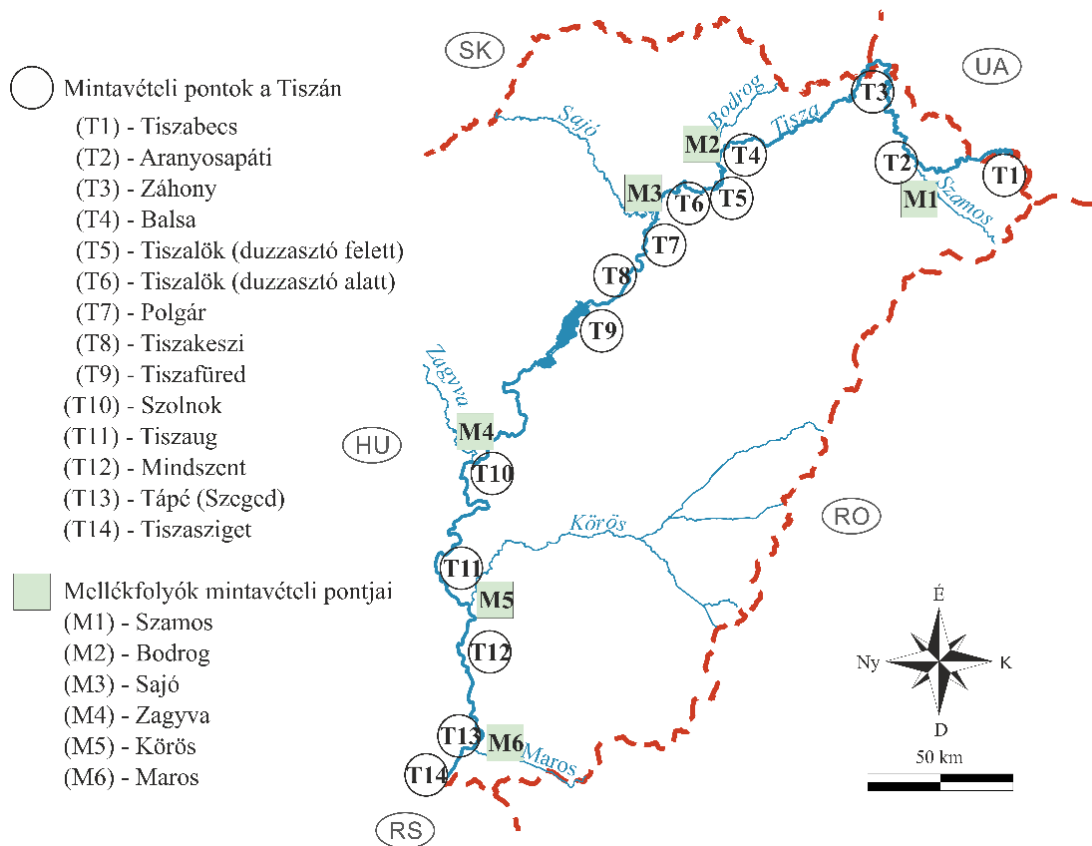 Mintavételi pontok a Tiszán
(T1) - Tiszabecs
(T2) - Aranyosapáti
(T3) - Záhony
(T4) - Balsa
(T5) - Tiszalök (duzzasztó felett)
(T6) - Tiszalök (duzzasztó alatt)
(T7) - Polgár
(T8) - Tiszakeszi
(T9) - Tiszafüred
(T10) - Szolnok
(T11) - Tiszaug
(T12) - Mindszent
(T13) - Tápé (Szeged)
(T14) - Tiszasziget
Mellékfolyók mintavételi pontjai
(M1) - Szamos
(M2) - Bodrog
(M3) - Sajó
(M4) - Zagyva
(M5) - Körös
(M6) - Maros
SK
UA
Sajó
Bodrog
Tisza
T3
M2
T4
T2
T1
M1
Szamos
M3
T6
T5
T7
T8
T9
Zagyva
HU
M4
T10
RO
Körös
T11
M5
T12
T13
M6
Maros
T14
RS
É
Ny
K
D
50 km